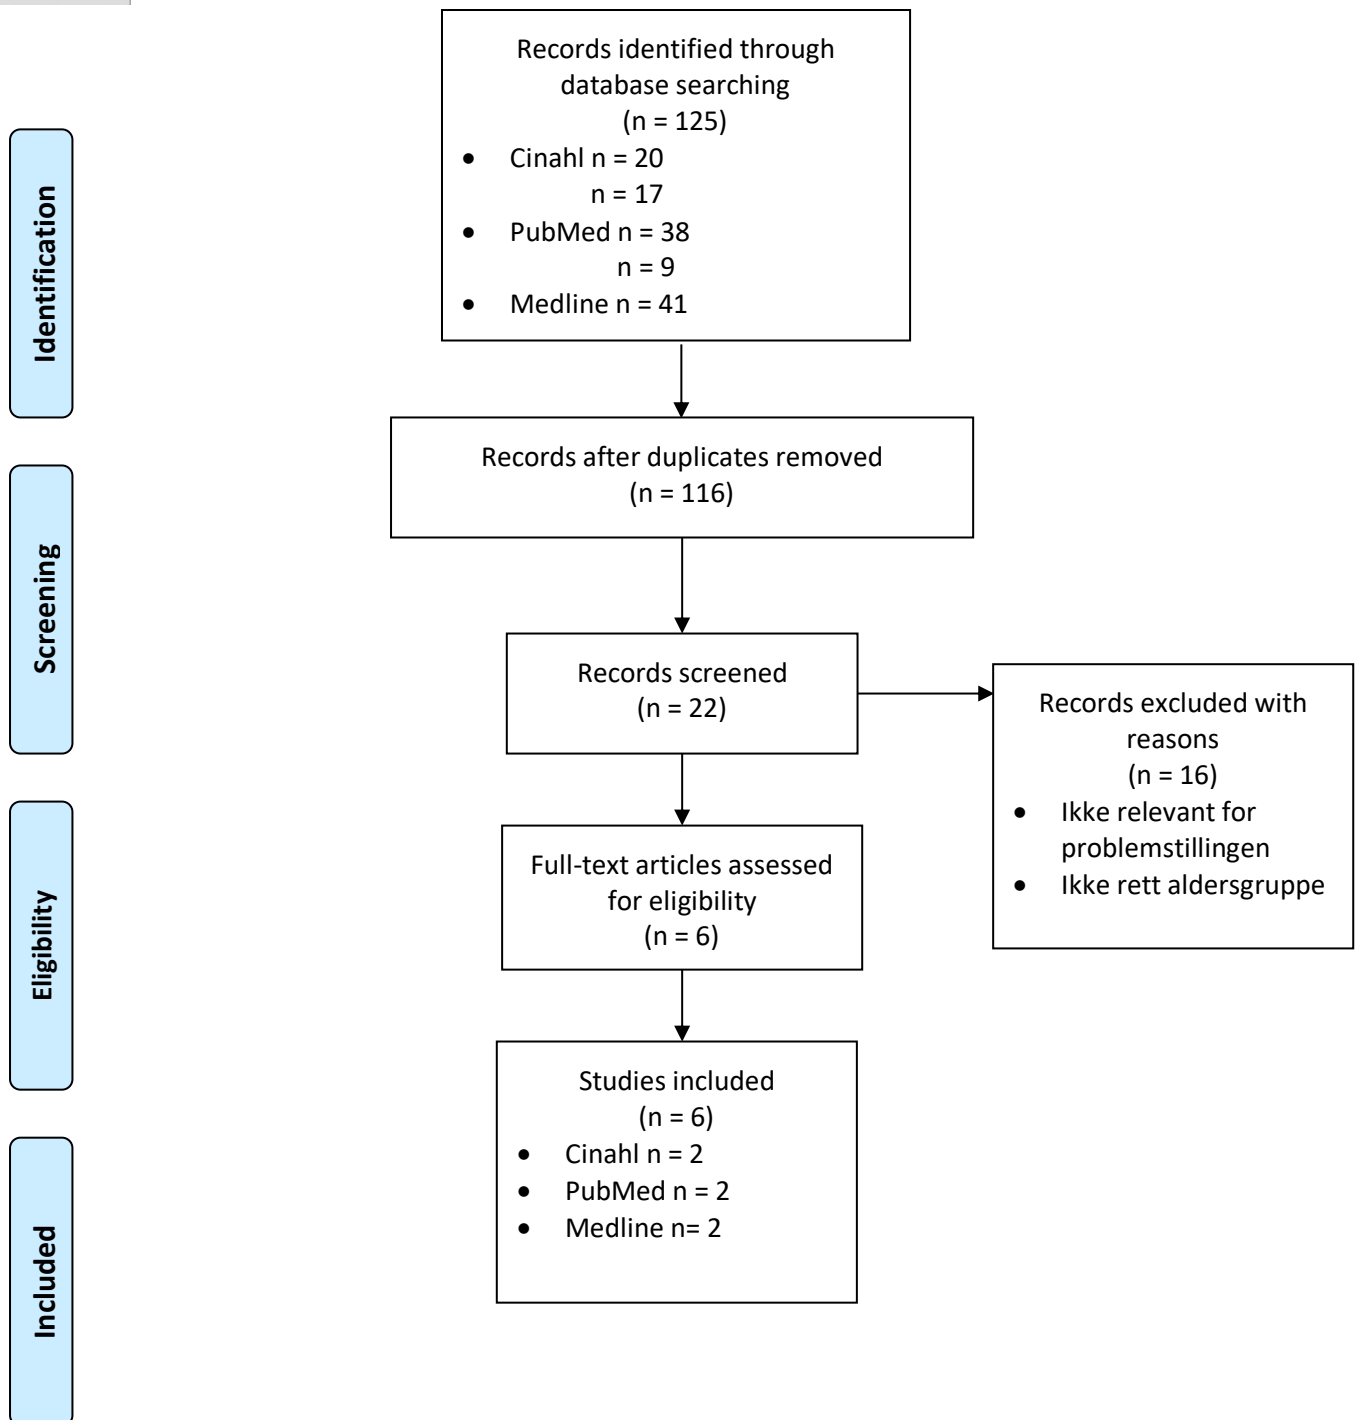 Records identified through
database searching
(n = 125)
• Cinahl n = 20
n = 17
• PubMed n = 38
n = 9
• Medline n = 41
Identification
Records after duplicates removed
(n = 116)
Screening
Records screened
(n = 22)
Records excluded with
reasons
(n = 16)
• Ikke relevant for
problemstillingen
• Ikke rett aldersgruppe
Eligibility
Full-text articles assessed
for eligibility
(n = 6)
Studies included
(n = 6)
• Cinahl n = 2
• PubMed n = 2
• Medline n= 2
Included